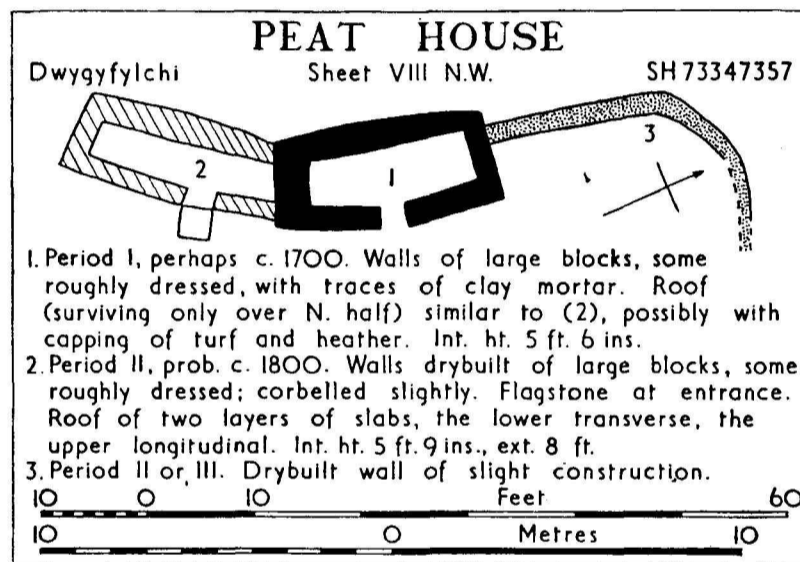 PEAT HOUSE
Dwygyfylchi Sheet VIII N.W. SH 73347357
2
1
3
1. Period I, perhaps c. 1700. Walls of large blocks, some
roughly dressed, with traces of clay mortar. Roof
(surviving only over N. half) similar to (2), possibly with
capping of turf and heather. Int. ht. 5 ft. 6 ins.
2. Period II, prob. c. 1800. Walls drybuilt of large blocks, some
roughly dressed; corbelled slightly. Flagstone at entrance.
Roof of two layers of slabs, the lower transverse, the
upper longitudinal. Int. ht. 5 ft. 9 ins., ext. 8 ft.
3. Period II or III. Drybuilt wall of slight construction.
10 0 10 Feet 60
10 0 Metres 10